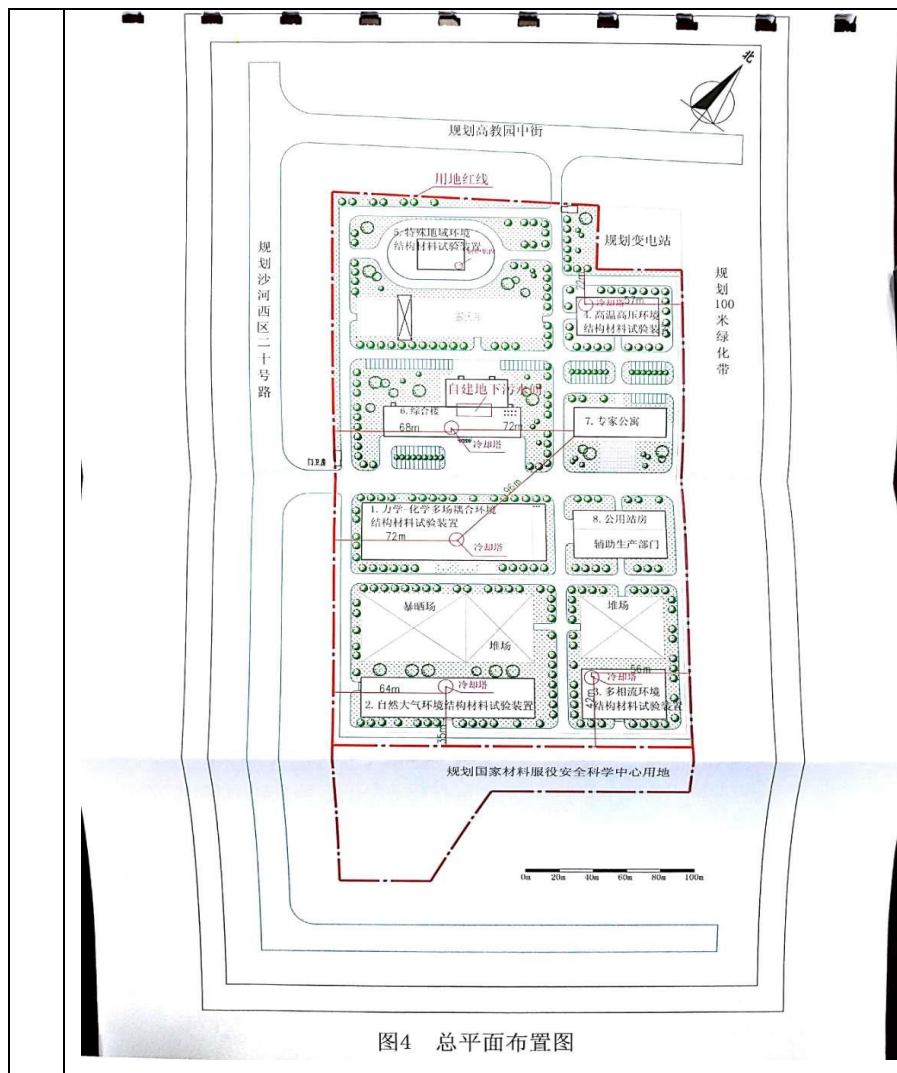 北
规划高教园中街
用地红线
规划变电站
规划沙河西区二十号路
规划100米绿化带
5.特殊地域环境
结构材料试验装置
22m
冷却塔
57m
4.高温高压环境
结构材料试验装置
自建地下污水
6.综合楼
68m
72m
冷却塔
7.专家公寓
门卫房
96m
1.力学-化学多场耦合环境
结构材料试验装置
72m
冷却塔
8.公用站房
辅助生产部门
暴晒场
堆场
堆场
64m
冷却塔
2.自然大气环境结构材料试验装置
35m
56m
冷却塔
3.多相流环境
结构材料试验装置
42m
规划国家材料服役安全科学中心用地
0m 20m 40m 60m 80m 100m
图4 总平面布置图